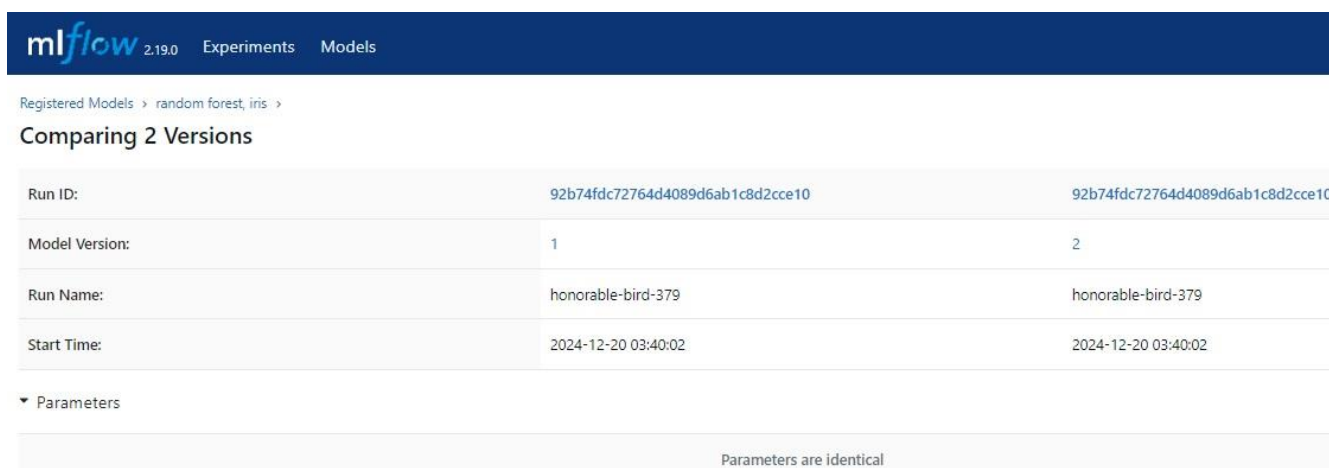 mlflow 2.19.0 Experiments Models
Registered Models > random forest, iris >
Comparing 2 Versions
Run ID: 92b74fdc72764d4089d6ab1c8d2cce10 92b74fdc72764d4089d6ab1c8d2cce10
Model Version: 1 2
Run Name: honorable-bird-379 honorable-bird-379
Start Time: 2024-12-20 03:40:02 2024-12-20 03:40:02
Parameters
Parameters are identical